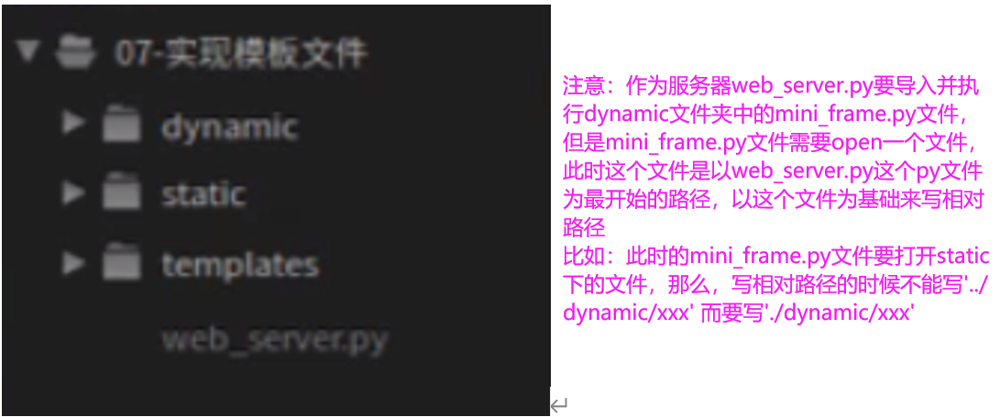 07-实现模板文件
dynamic
static
templates
web_server.py
注意：作为服务器web_server.py要导入并执
行dynamic文件夹中的mini_frame.py文件，
但是mini_frame.py文件需要open一个文件，
此时这个文件是以web_server.py这个py文件
为最开始的路径，以这个文件为基础来写相对
路径
比如：此时的mini_frame.py文件要打开static
下的文件，那么，写相对路径的时候不能写'../
dynamic/xxx' 而要写'./dynamic/xxx'